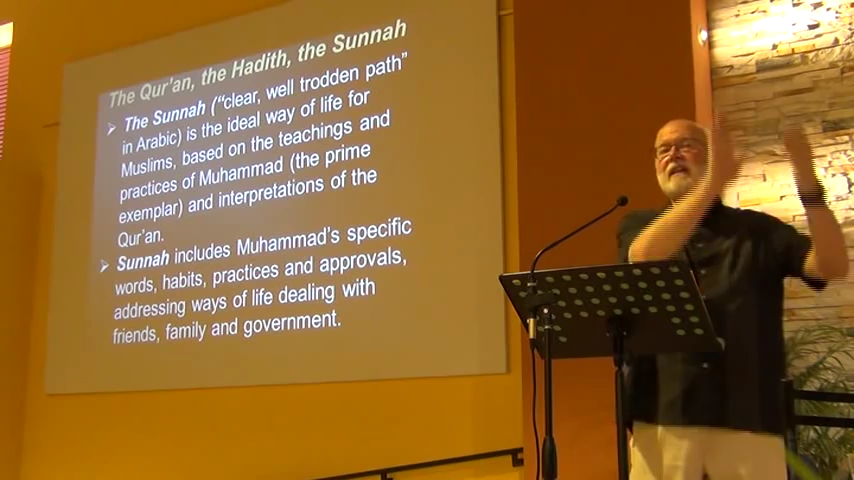 The Qur'an, the Hadith, the Sunnah
The Sunnah ("clear, well trodden path"
in Arabic) is the ideal way of life for
Muslims, based on the teachings and
practices of Muhammad (the prime
exemplar) and interpretations of the
Qur'an.
Sunnah includes Muhammad's specific
words, habits, practices and approvals,
addressing ways of life dealing with
friends, family and government.